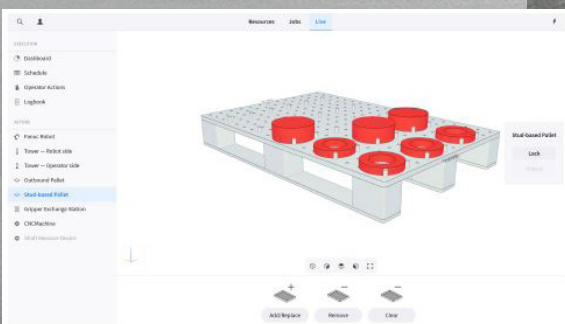 Resources Jobs Live
EXECUTION
Dashboard
Schedule
Operator Actions
Logbook
ACTORS
Fanuc Robot
Tower — Robot side
Tower — Operator side
Outbound Pallet
Stud-based Pallet
Gripper Exchange Station
CNCMachine
Stud-based Pallet
Lock
Add/Replace Remove Clear